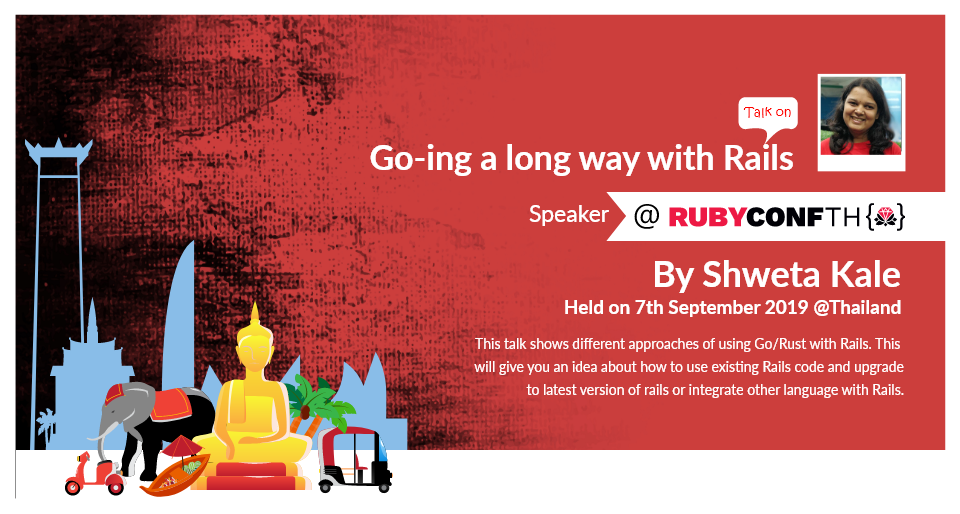 Talk on
Go-ing a long way with Rails
Speaker @ RUBYCONFTH {}
By Shweta Kale
Held on 7th September 2019 @Thailand
This talk shows different approaches of using Go/Rust with Rails. This
will give you an idea about how to use existing Rails code and upgrade
to latest version of rails or integrate other language with Rails.